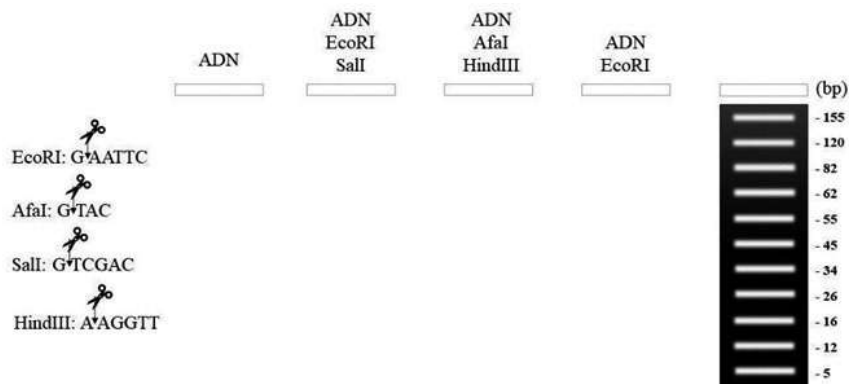 ADN
ADN
EcoRI
SalI
ADN
AfaI
HindIII
ADN
EcoRI
(bp)
- 155
- 120
- 82
- 62
- 55
- 45
- 34
- 26
- 16
- 12
- 5
EcoRI: GAATTC
AfaI: GTAC
SalI: GTCGAC
HindIII: AAGGTT